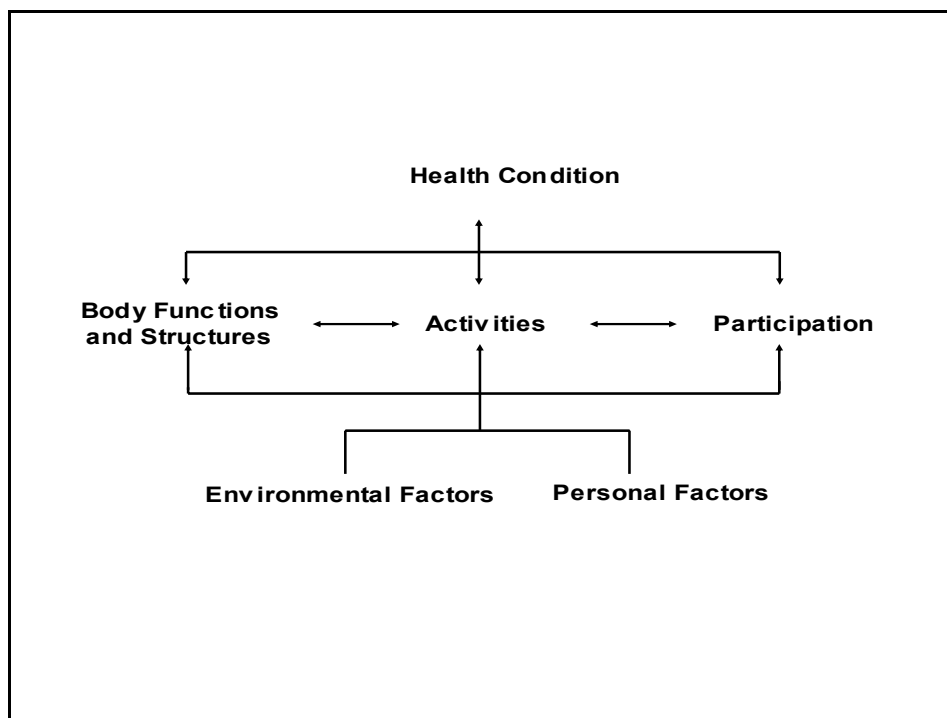 Health Condition
Body Functions
and Structures
Activities
Participation
Environmental Factors
Personal Factors